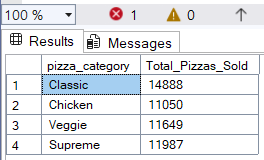 100 % 1 0
Results Messages
pizza_category Total_Pizzas_Sold
1 Classic 14888
2 Chicken 11050
3 Veggie 11649
4 Supreme 11987